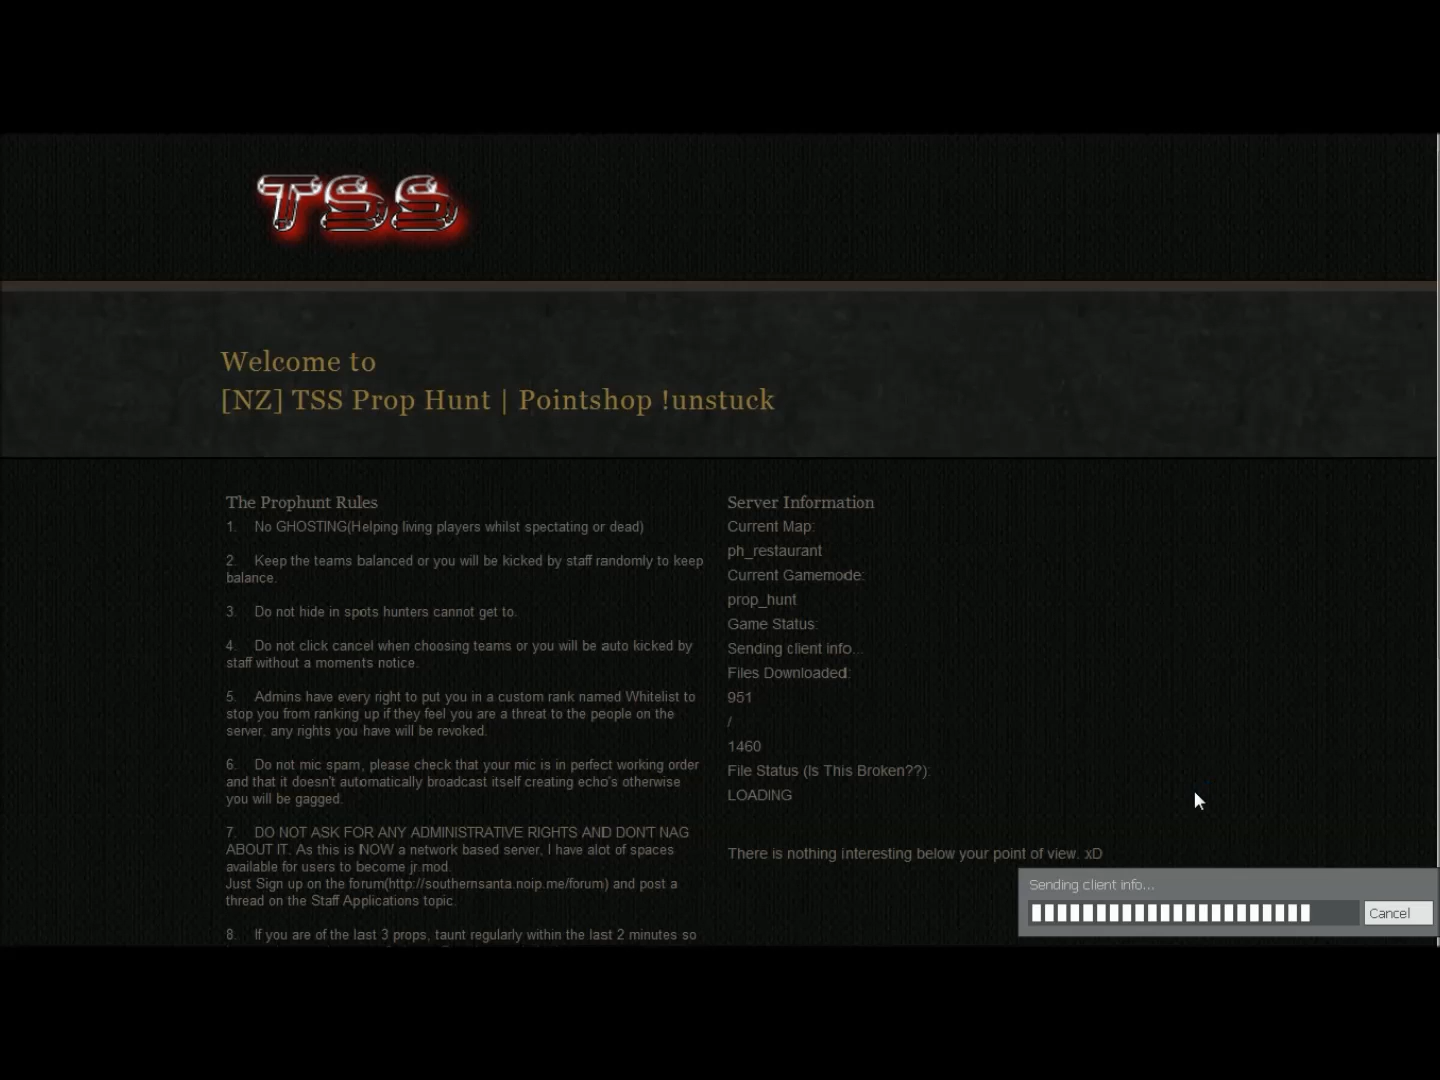 TSS
Welcome to
[NZ] TSS Prop Hunt | Pointshop !unstuck
The Prophunt Rules
1. No GHOSTING(Helping living players whilst spectating or dead)
2. Keep the teams balanced or you will be kicked by staff randomly to keep
balance.
3. Do not hide in spots hunters cannot get to.
4. Do not click cancel when choosing teams or you will be auto kicked by
staff without a moments notice.
5. Admins have every right to put you in a custom rank named Whitelist to
stop you from ranking up if they feel you are a threat to the people on the
server, any rights you have will be revoked.
6. Do not mic spam, please check that your mic is in perfect working order
and that it doesn't automatically broadcast itself creating echo's otherwise
you will be gagged.
7. DO NOT ASK FOR ANY ADMINISTRATIVE RIGHTS AND DON'T NAG
ABOUT IT. As this is NOW a network based server, I have alot of spaces
available for users to become jr.mod.
Just Sign up on the forum(http://southernsanta.noip.me/forum) and post a
thread on the Staff Applications topic.
8. If you are of the last 3 props, taunt regularly within the last 2 minutes so
Server Information
Current Map:
ph_restaurant
Current Gamemode:
prop_hunt
Game Status:
Sending client info...
Files Downloaded:
951
/
1460
File Status (Is This Broken??):
LOADING
There is nothing interesting below your point of view. xD
Sending client info...
Cancel